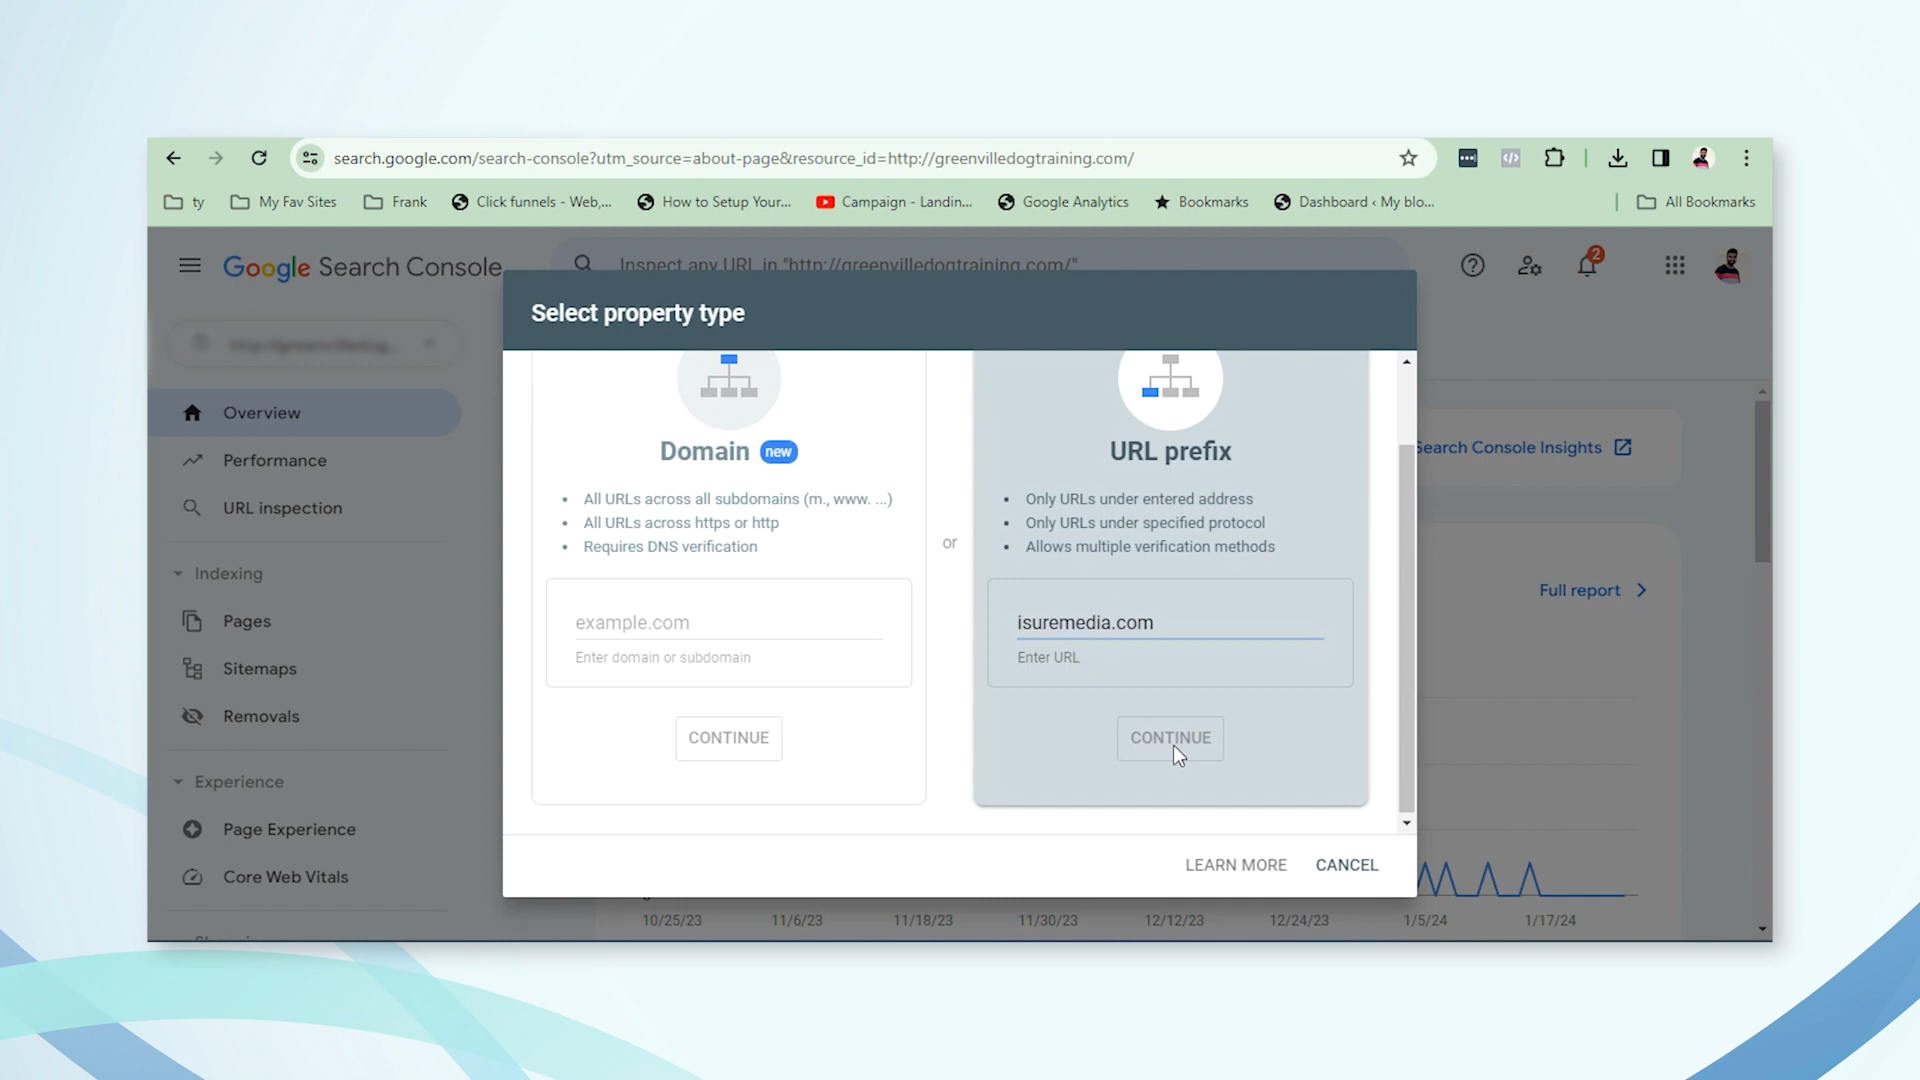 search.google.com/search-console?utm_source=about-page&resource_id=http://greenvilledogtraining.com/
ty
My Fav Sites
Frank
Click funnels - Web,...
How to Setup Your...
Campaign - Landin...
Google Analytics
Bookmarks
Dashboard ‹ My blo...
All Bookmarks
Google Search Console
Inspect any URL in "http://greenvilledogtraining.com/"
2
Overview
Performance
URL inspection
Indexing
Pages
Sitemaps
Removals
Experience
Page Experience
Core Web Vitals
Select property type
Domain new
• All URLs across all subdomains (m., www. ...)
• All URLs across https or http
• Requires DNS verification
example.com
Enter domain or subdomain
CONTINUE
or
URL prefix
• Only URLs under entered address
• Only URLs under specified protocol
• Allows multiple verification methods
isuremedia.com
Enter URL
CONTINUE
LEARN MORE
CANCEL
Search Console Insights
Full report
10/25/23
11/6/23
11/18/23
11/30/23
12/12/23
12/24/23
1/5/24
1/17/24